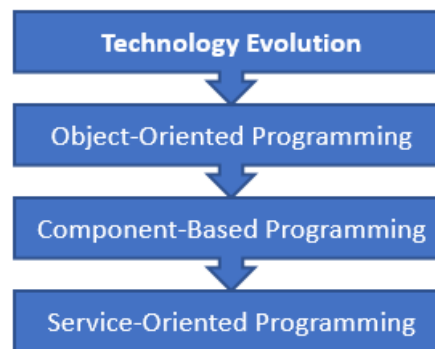 Technology Evolution
Object-Oriented Programming
Component-Based Programming
Service-Oriented Programming